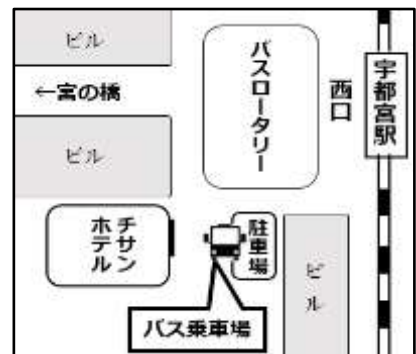 ビル
←宮の橋
ビル
バスロータリー
西口
宇都宮駅
チサン
ホテル
駐車場
ビル
バス乗車場